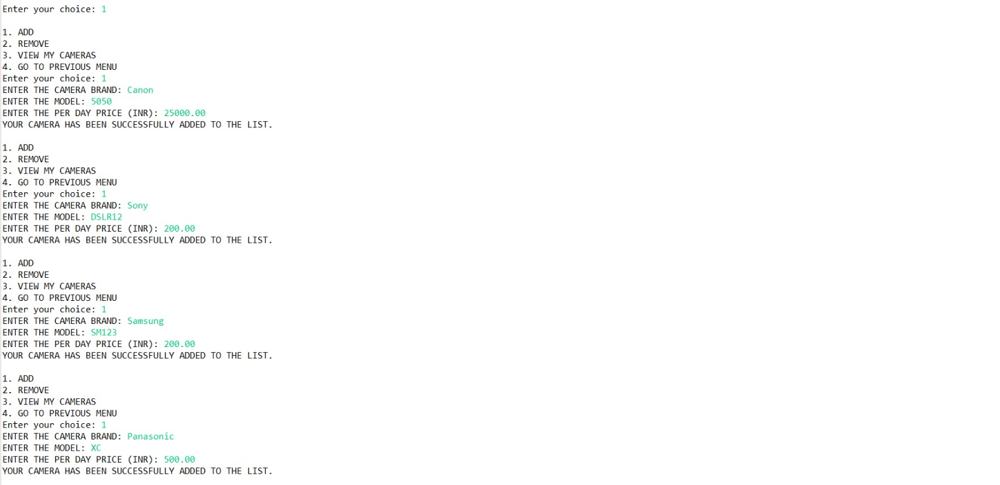 Enter your choice: 1
1. ADD
2. REMOVE
3. VIEW MY CAMERAS
4. GO TO PREVIOUS MENU
Enter your choice: 1
ENTER THE CAMERA BRAND: Canon
ENTER THE MODEL: 5050
ENTER THE PER DAY PRICE (INR): 25000.00
YOUR CAMERA HAS BEEN SUCCESSFULLY ADDED TO THE LIST.
1. ADD
2. REMOVE
3. VIEW MY CAMERAS
4. GO TO PREVIOUS MENU
Enter your choice: 1
ENTER THE CAMERA BRAND: Sony
ENTER THE MODEL: DSLR12
ENTER THE PER DAY PRICE (INR): 200.00
YOUR CAMERA HAS BEEN SUCCESSFULLY ADDED TO THE LIST.
1. ADD
2. REMOVE
3. VIEW MY CAMERAS
4. GO TO PREVIOUS MENU
Enter your choice: 1
ENTER THE CAMERA BRAND: Samsung
ENTER THE MODEL: SM123
ENTER THE PER DAY PRICE (INR): 200.00
YOUR CAMERA HAS BEEN SUCCESSFULLY ADDED TO THE LIST.
1. ADD
2. REMOVE
3. VIEW MY CAMERAS
4. GO TO PREVIOUS MENU
Enter your choice: 1
ENTER THE CAMERA BRAND: Panasonic
ENTER THE MODEL: XC
ENTER THE PER DAY PRICE (INR): 500.00
YOUR CAMERA HAS BEEN SUCCESSFULLY ADDED TO THE LIST.